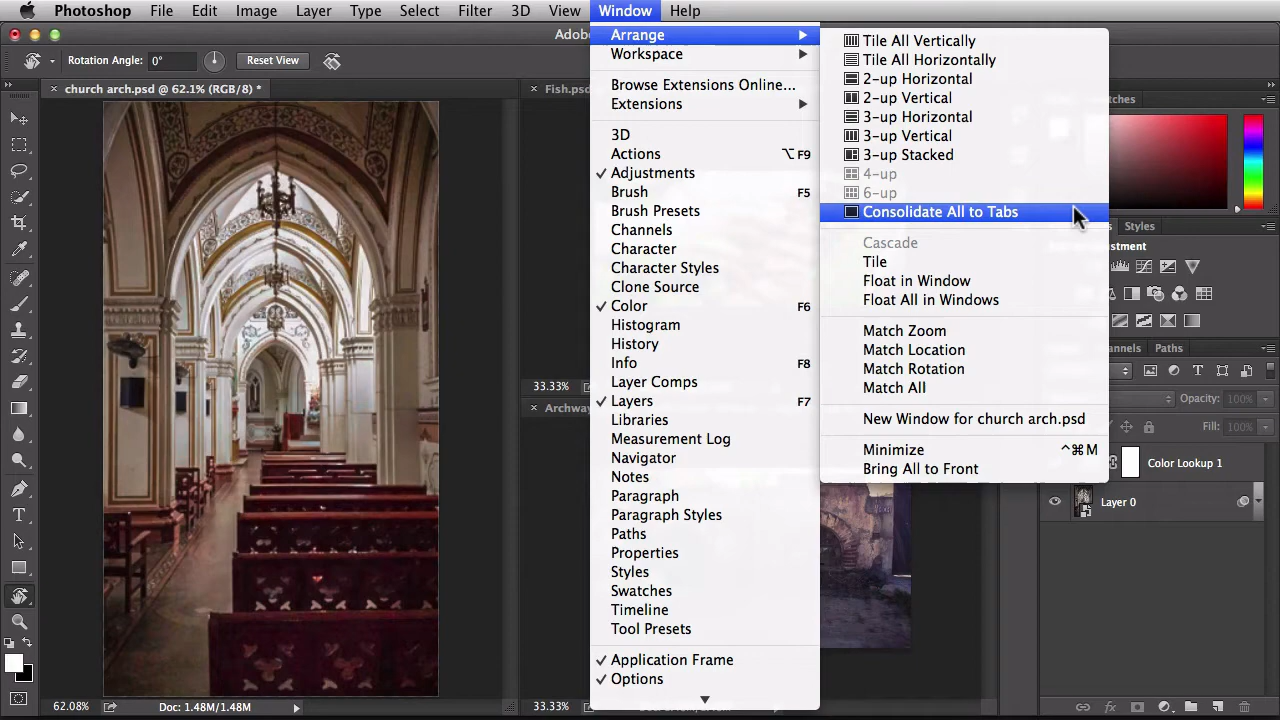 Photoshop File Edit Image Layer Type Select Filter 3D View Window Help
Rotation Angle: 0° Reset View
church arch.psd @ 62.1% (RGB/8) *
62.08% Doc: 1.48M/1.48M
Fish.psd
33.33%
Archway
33.33%
Arrange
Workspace
Browse Extensions Online...
Extensions
3D
Actions ⌥F9
Adjustments
Brush F5
Brush Presets
Channels
Character
Character Styles
Clone Source
Color F6
Histogram
History
Info F8
Layer Comps
Layers F7
Libraries
Measurement Log
Navigator
Notes
Paragraph
Paragraph Styles
Paths
Properties
Styles
Swatches
Timeline
Tool Presets
Application Frame
Options
Tile All Vertically
Tile All Horizontally
2-up Horizontal
2-up Vertical
3-up Horizontal
3-up Vertical
3-up Stacked
4-up
6-up
Consolidate All to Tabs
Cascade
Tile
Float in Window
Float All in Windows
Match Zoom
Match Location
Match Rotation
Match All
New Window for church arch.psd
Minimize ^⌘M
Bring All to Front
Styles
Paths
Opacity: 100%
Fill: 100%
Color Lookup 1
Layer 0